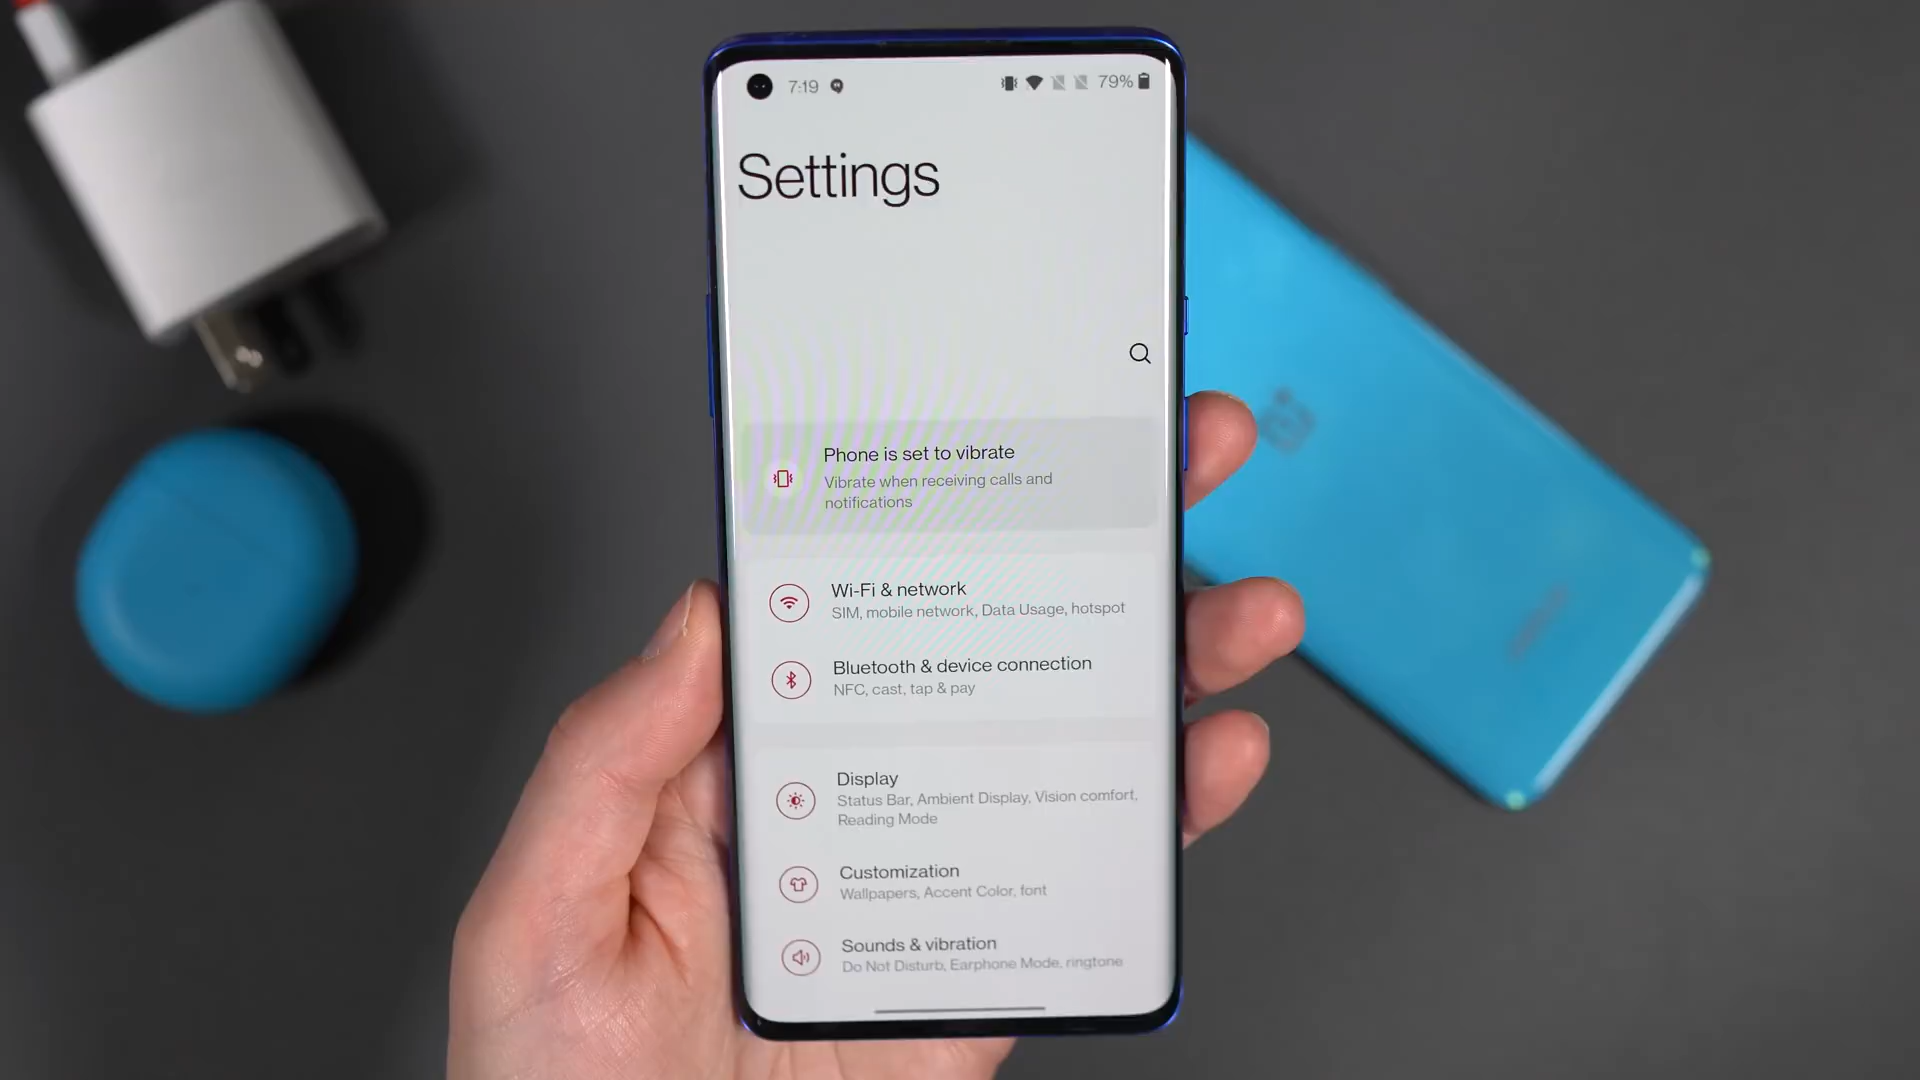 7:19 79%
Settings
Phone is set to vibrate
Vibrate when receiving calls and
notifications
Wi-Fi & network
SIM, mobile network, Data Usage, hotspot
Bluetooth & device connection
NFC, cast, tap & pay
Display
Status Bar, Ambient Display, Vision comfort,
Reading Mode
Customization
Wallpapers, Accent Color, font
Sounds & vibration
Do Not Disturb, Earphone Mode, ringtone